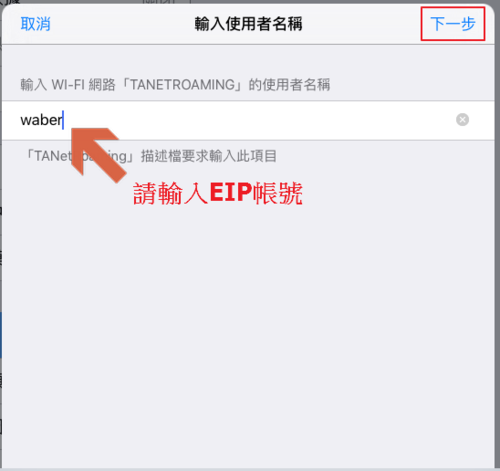 取消
輸入使用者名稱
下一步
輸入 WI-FI 網路「TANETROAMING」的使用者名稱
waber
「TANetRoaming」描述檔要求輸入此項目
請輸入EIP帳號